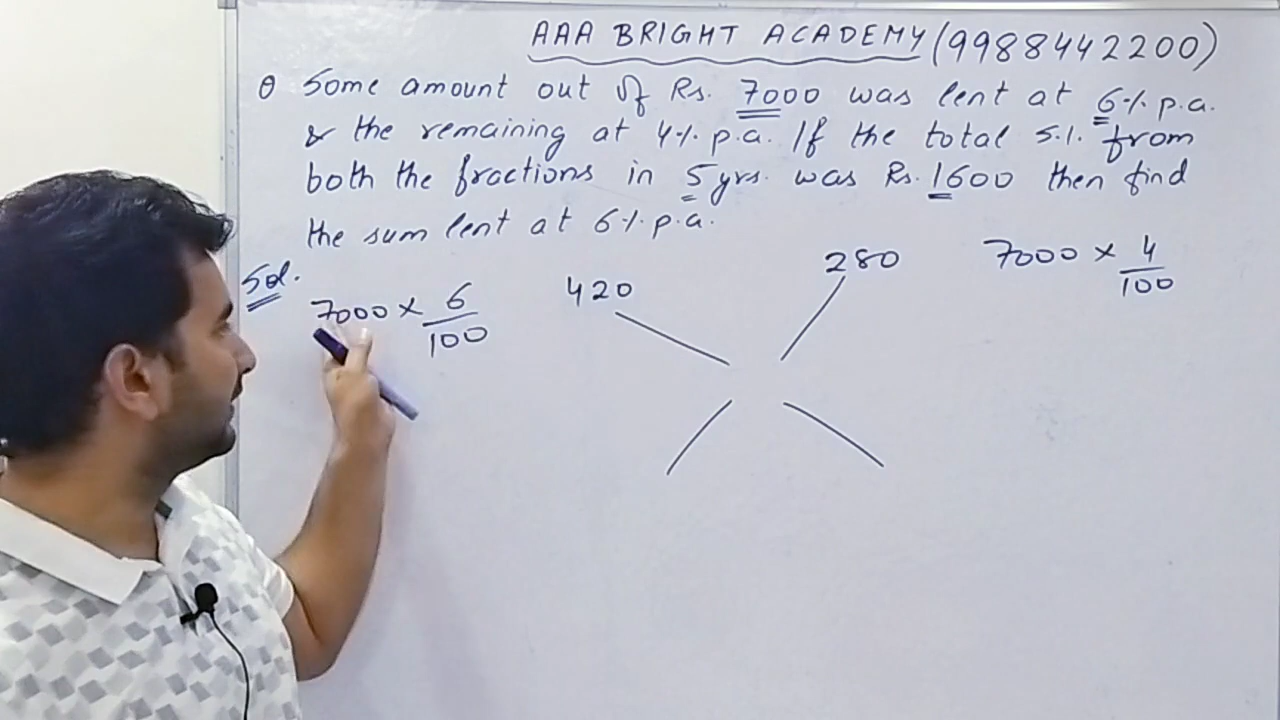 AAA BRIGHT ACADEMY (9988442200)
Q Some amount out of Rs. 7000 was lent at 6% p.a.
& the remaining at 4% p.a. If the total S.I. from
both the fractions in 5 yrs. was Rs. 1600 then find
the sum lent at 6% p.a.
Sol.
7000 × 6/100
420
280
7000 × 4/100